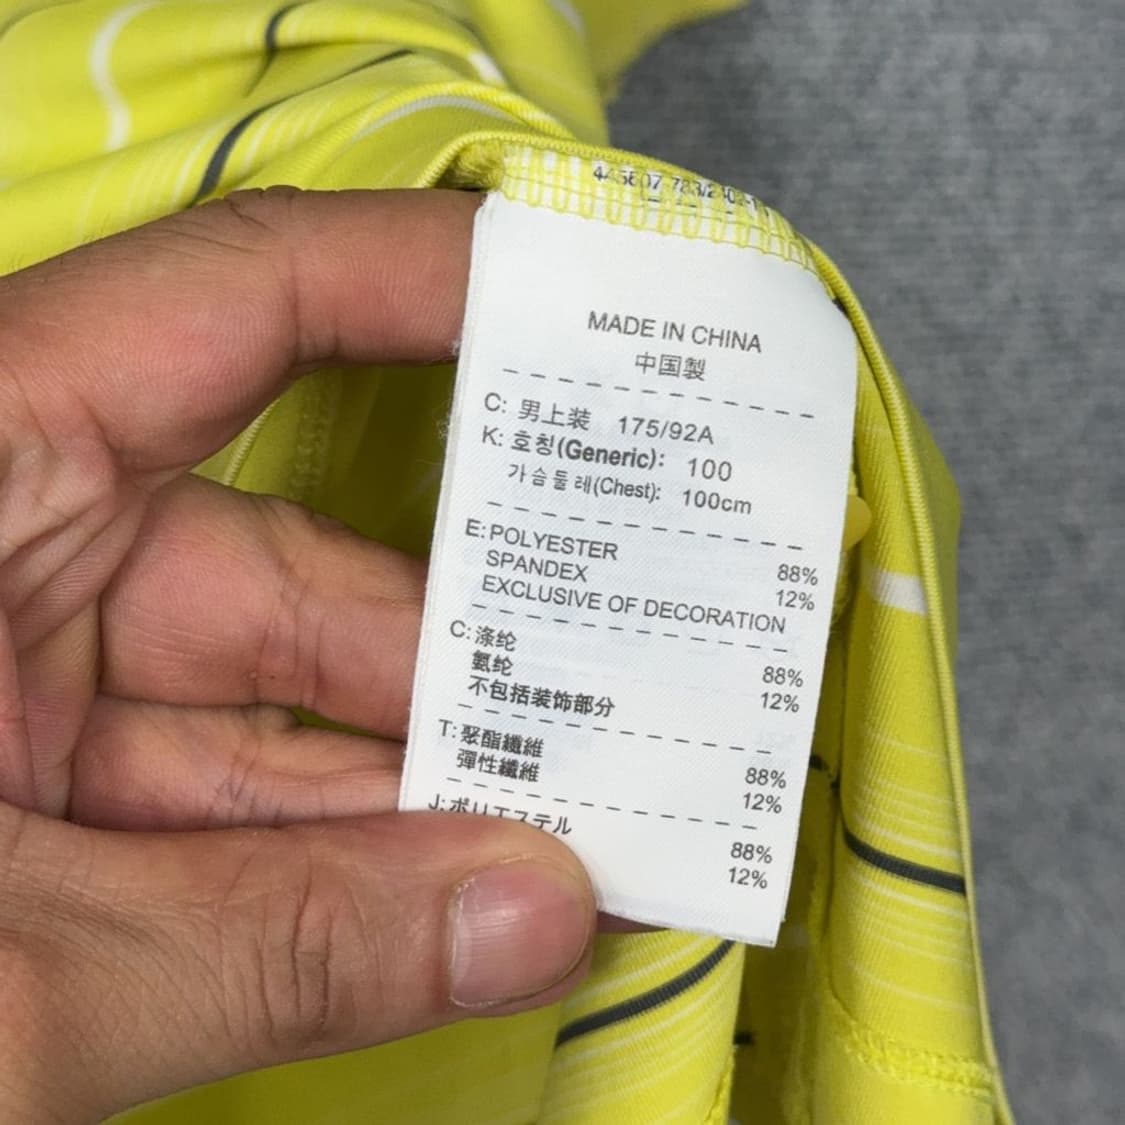 MADE IN CHINA
中国製
C: 男上装 175/92A
K: 호칭(Generic): 100
가슴둘레(Chest): 100cm
E: POLYESTER 88%
SPANDEX 12%
EXCLUSIVE OF DECORATION
C: 涤纶 88%
氨纶 12%
不包括装饰部分
T: 聚酯纖維 88%
彈性纖維 12%
J: ポリエステル 88%
12%